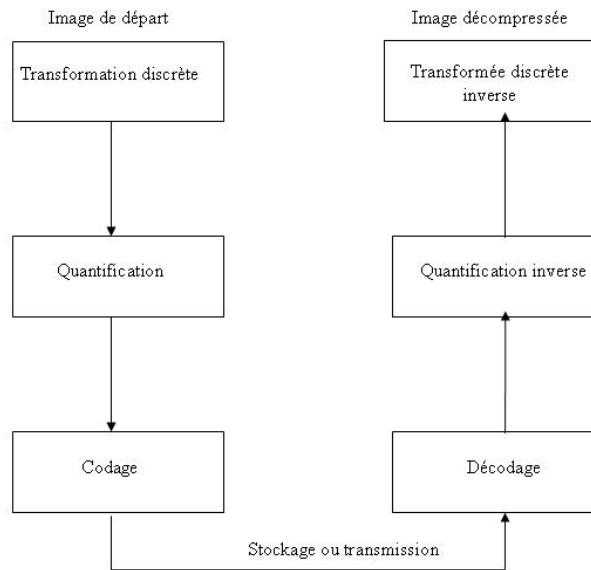 Image de départ
Image décompressée
Transformation discrète
Transformée discrète
inverse
Quantification
Quantification inverse
Codage
Décodage
Stockage ou transmission